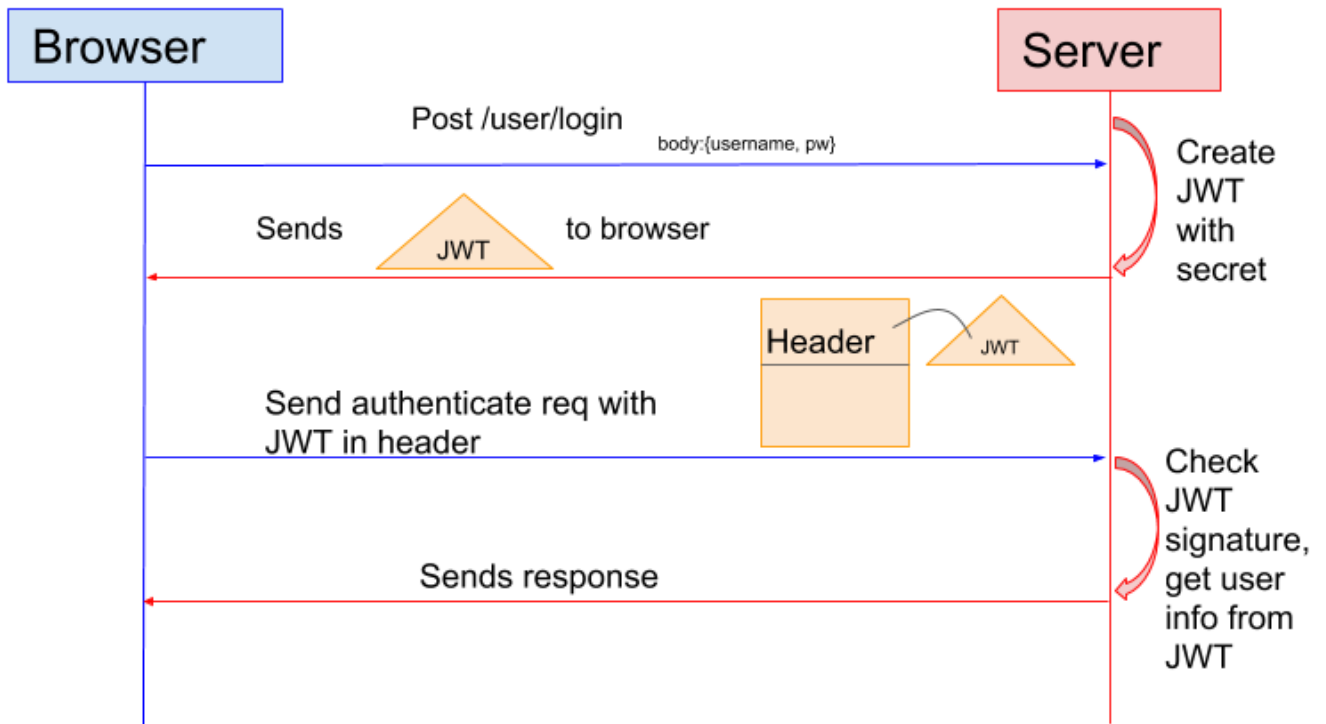 Browser
Server
Post /user/login
body:{username, pw}
Create
JWT
with
secret
Sends
JWT
to browser
Header
JWT
Send authenticate req with
JWT in header
Check
JWT
signature,
get user
info from
JWT
Sends response